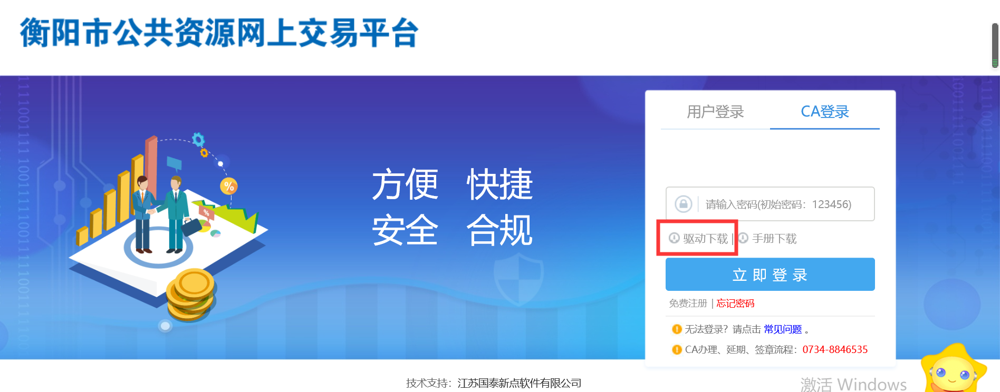 衡阳市公共资源网上交易平台
用户登录 CA登录
方便 快捷
安全 合规
请输入密码(初始密码：123456)
驱动下载 | 手册下载
立即登录
免费注册 | 忘记密码
无法登录？请点击 常见问题 。
CA办理、延期、签章流程：0734-8846535
技术支持：江苏国泰新点软件有限公司
激活 Windows
%
%